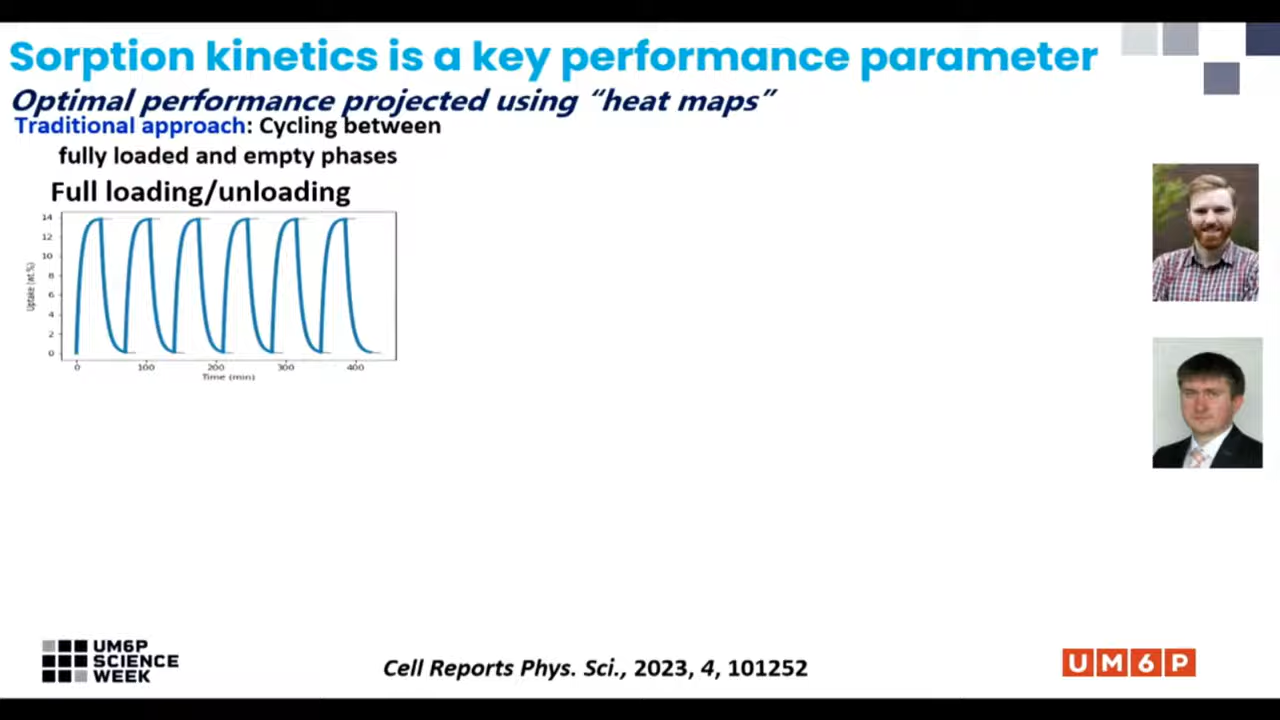 Sorption kinetics is a key performance parameter
Optimal performance projected using “heat maps”
Traditional approach: Cycling between
fully loaded and empty phases
Full loading/unloading
14
12
10
8
6
4
2
0
Uptake (wt.%)
0 100 200 300 400
Time (min)
UM6P
SCIENCE
WEEK
Cell Reports Phys. Sci., 2023, 4, 101252
UM6P